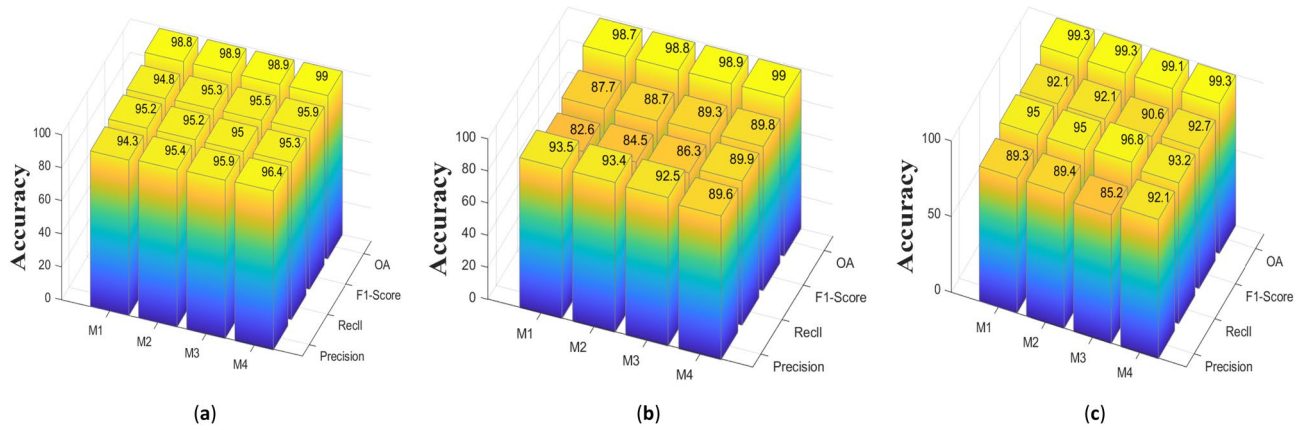 98.8 98.9 98.9 99
94.8 95.3 95.5 95.9
95.2 95.2 95 95.3
94.3 95.4 95.9 96.4
Accuracy
100
80
60
40
20
0
M1 M2 M3 M4
OA
F1-Score
Recll
Precision
(a)
98.7 98.8 98.9 99
87.7 88.7 89.3 89.8
82.6 84.5 86.3 89.9
93.5 93.4 92.5 89.6
Accuracy
100
80
60
40
20
0
M1 M2 M3 M4
OA
F1-Score
Recll
Precision
(b)
99.3 99.3 99.1 99.3
92.1 92.1 90.6 92.7
95 95 96.8 93.2
89.3 89.4 85.2 92.1
Accuracy
100
50
0
M1 M2 M3 M4
OA
F1-Score
Recll
Precision
(c)